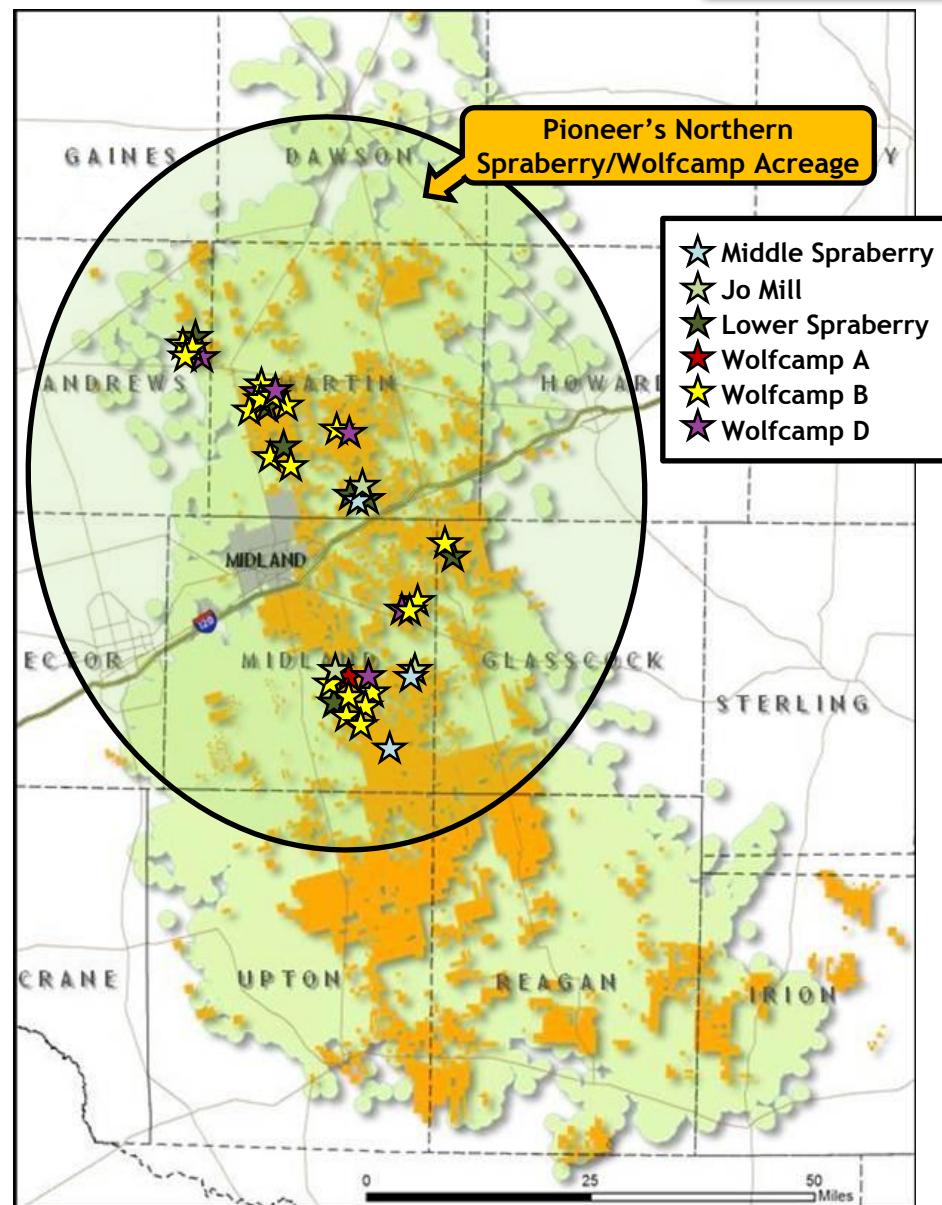 Pioneer's Northern
Spraberry/Wolfcamp Acreage
GAINES
DAWSON
Y
Middle Spraberry
Jo Mill
Lower Spraberry
Wolfcamp A
Wolfcamp B
Wolfcamp D
ANDREWS
MARTIN
HOWARD
MIDLAND
120
ECTOR
MIDLAND
GLASSCOCK
STERLING
CRANE
UPTON
REAGAN
IRION
0
25
50
Miles